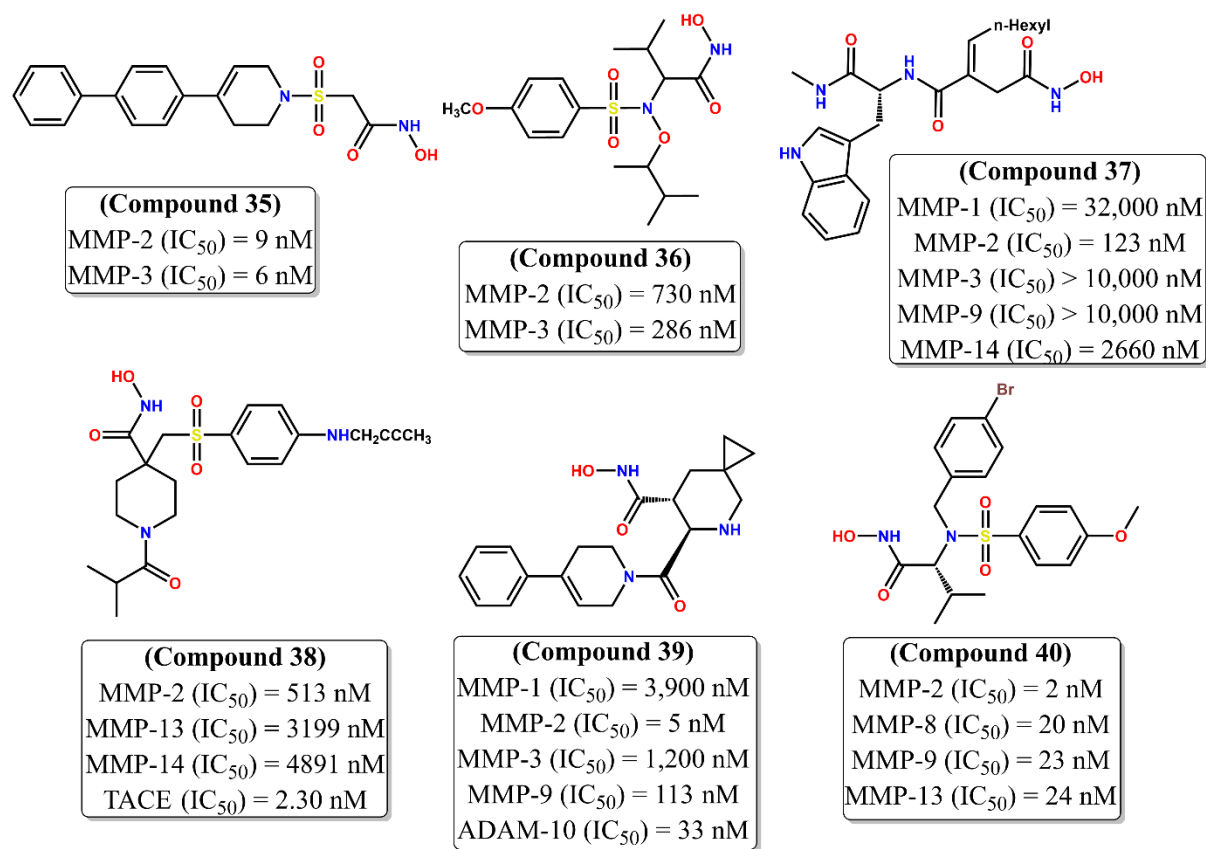 HO
NH
O
n-Hexyl
O
O
S
N
O
NH
O
OH
H₃CO
O
S
N
O
O
O
H
N
N
H
O
O
N
H
OH
HN
(Compound 35)
MMP-2 (IC₅₀) = 9 nM
MMP-3 (IC₅₀) = 6 nM
(Compound 36)
MMP-2 (IC₅₀) = 730 nM
MMP-3 (IC₅₀) = 286 nM
(Compound 37)
MMP-1 (IC₅₀) = 32,000 nM
MMP-2 (IC₅₀) = 123 nM
MMP-3 (IC₅₀) > 10,000 nM
MMP-9 (IC₅₀) > 10,000 nM
MMP-14 (IC₅₀) = 2660 nM
HO
NH
O
O
S
O
NHCH₂CCCH₃
N
O
HO
NH
O
NH
N
O
Br
HO
NH
O
N
O
S
O
O
(Compound 38)
MMP-2 (IC₅₀) = 513 nM
MMP-13 (IC₅₀) = 3199 nM
MMP-14 (IC₅₀) = 4891 nM
TACE (IC₅₀) = 2.30 nM
(Compound 39)
MMP-1 (IC₅₀) = 3,900 nM
MMP-2 (IC₅₀) = 5 nM
MMP-3 (IC₅₀) = 1,200 nM
MMP-9 (IC₅₀) = 113 nM
ADAM-10 (IC₅₀) = 33 nM
(Compound 40)
MMP-2 (IC₅₀) = 2 nM
MMP-8 (IC₅₀) = 20 nM
MMP-9 (IC₅₀) = 23 nM
MMP-13 (IC₅₀) = 24 nM